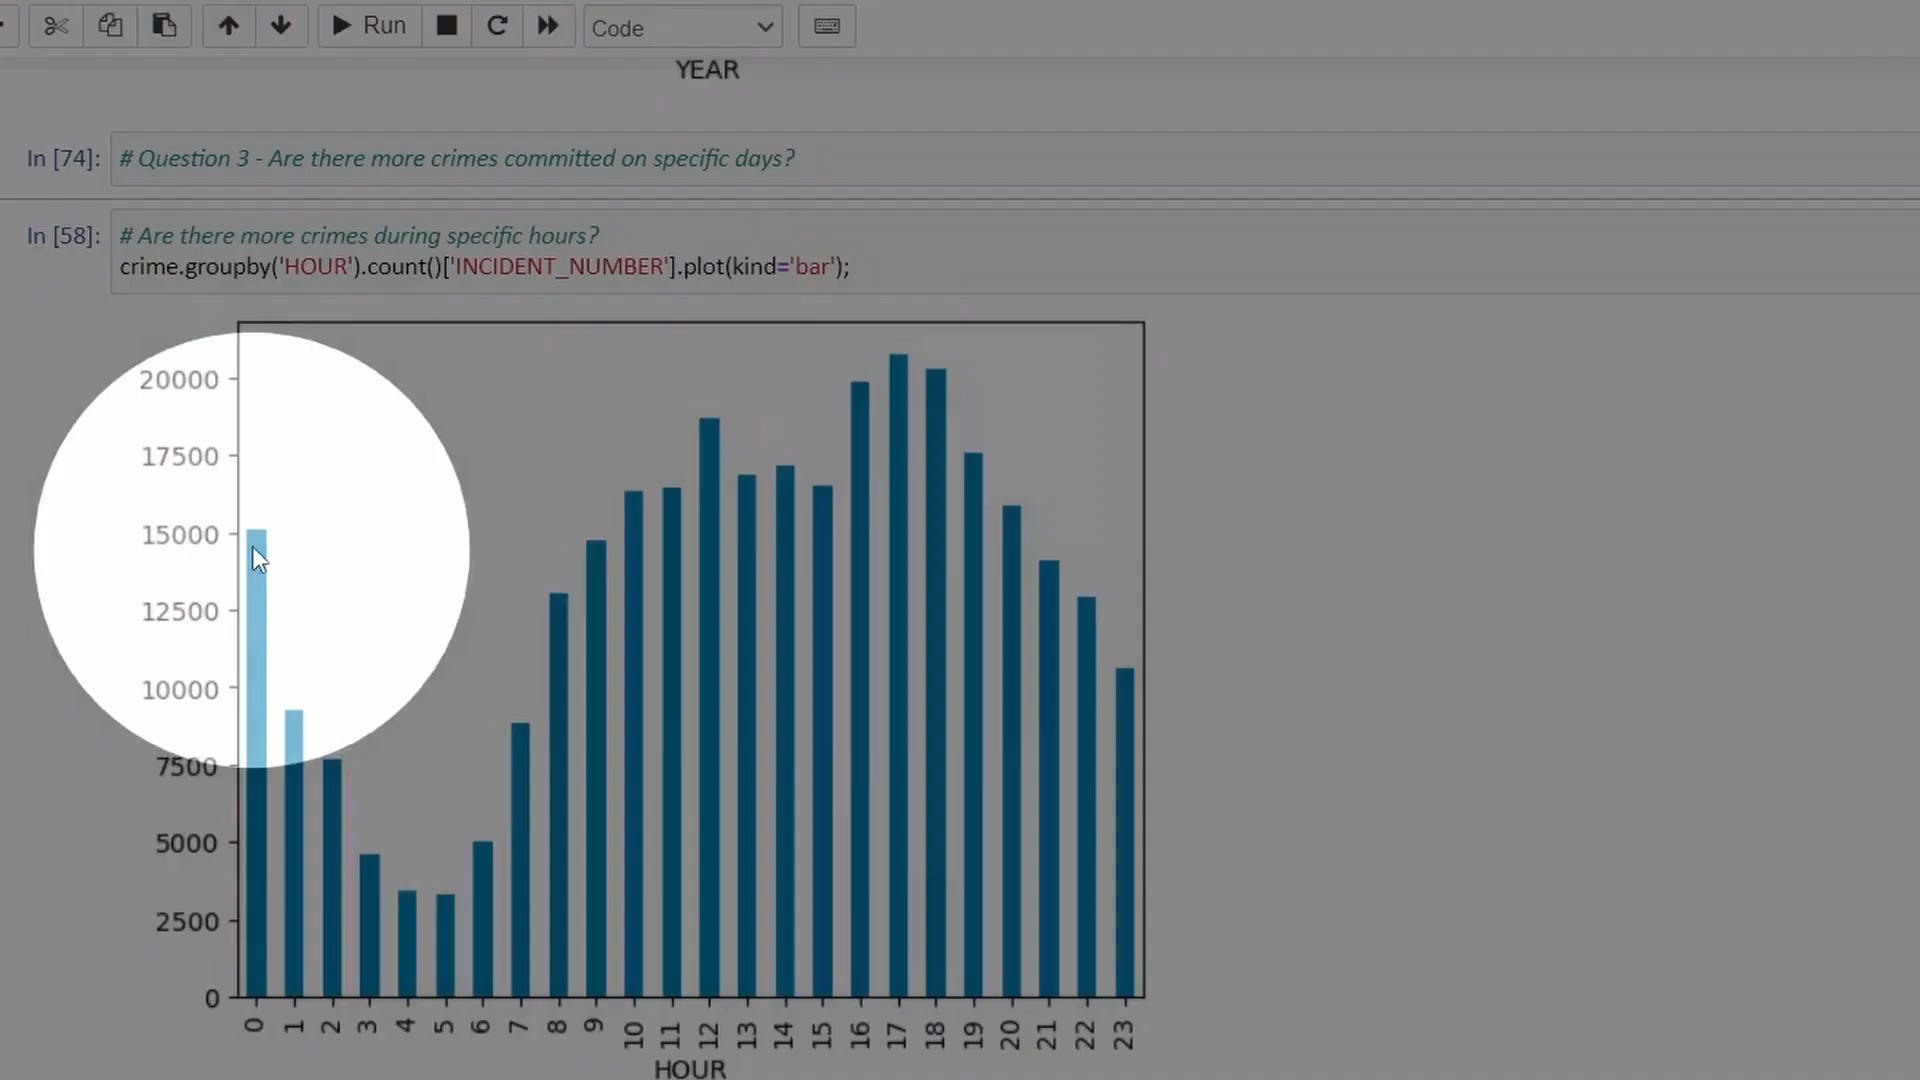 Run
Code
YEAR
In [74]:
# Question 3 - Are there more crimes committed on specific days?
In [58]:
# Are there more crimes during specific hours?
crime.groupby('HOUR').count()['INCIDENT_NUMBER'].plot(kind='bar');
20000
17500
15000
12500
10000
7500
5000
2500
0
0 1 2 3 4 5 6 7 8 9 10 11 12 13 14 15 16 17 18 19 20 21 22 23
HOUR